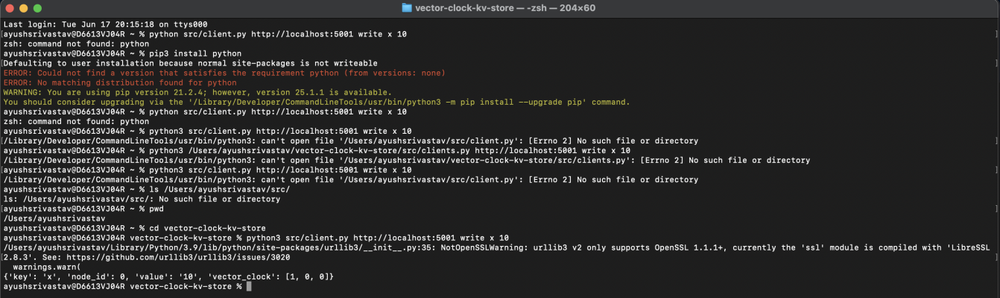 vector-clock-kv-store — -zsh — 204×60
Last login: Tue Jun 17 20:15:18 on ttys000
[ayushsrivastav@D6613VJ04R ~ % python src/client.py http://localhost:5001 write x 10 ]
zsh: command not found: python
ayushsrivastav@D6613VJ04R ~ % pip3 install python
[Defaulting to user installation because normal site-packages is not writeable ]
ERROR: Could not find a version that satisfies the requirement python (from versions: none)
ERROR: No matching distribution found for python
WARNING: You are using pip version 21.2.4; however, version 25.1.1 is available.
You should consider upgrading via the '/Library/Developer/CommandLineTools/usr/bin/python3 -m pip install --upgrade pip' command.
ayushsrivastav@D6613VJ04R ~ % python src/client.py http://localhost:5001 write x 10
zsh: command not found: python
ayushsrivastav@D6613VJ04R ~ % python3 src/client.py http://localhost:5001 write x 10
[/Library/Developer/CommandLineTools/usr/bin/python3: can't open file '/Users/ayushsrivastav/src/client.py': [Errno 2] No such file or directory ]
ayushsrivastav@D6613VJ04R ~ % python3 /Users/ayushsrivastav/vector-clock-kv-store/src/clients.py http://localhost:5001 write x 10
/Library/Developer/CommandLineTools/usr/bin/python3: can't open file '/Users/ayushsrivastav/vector-clock-kv-store/src/clients.py': [Errno 2] No such file or directory
[ayushsrivastav@D6613VJ04R ~ % python3 src/client.py http://localhost:5001 write x 10 ]
/Library/Developer/CommandLineTools/usr/bin/python3: can't open file '/Users/ayushsrivastav/src/client.py': [Errno 2] No such file or directory
[ayushsrivastav@D6613VJ04R ~ % ls /Users/ayushsrivastav/src/ ]
ls: /Users/ayushsrivastav/src/: No such file or directory
[ayushsrivastav@D6613VJ04R ~ % pwd ]
/Users/ayushsrivastav
ayushsrivastav@D6613VJ04R ~ % cd vector-clock-kv-store
ayushsrivastav@D6613VJ04R vector-clock-kv-store % python3 src/client.py http://localhost:5001 write x 10
/Users/ayushsrivastav/Library/Python/3.9/lib/python/site-packages/urllib3/__init__.py:35: NotOpenSSLWarning: urllib3 v2 only supports OpenSSL 1.1.1+, currently the 'ssl' module is compiled with 'LibreSSL
[2.8.3'. See: https://github.com/urllib3/urllib3/issues/3020 ]
  warnings.warn(
{'key': 'x', 'node_id': 0, 'value': '10', 'vector_clock': [1, 0, 0]}
ayushsrivastav@D6613VJ04R vector-clock-kv-store %